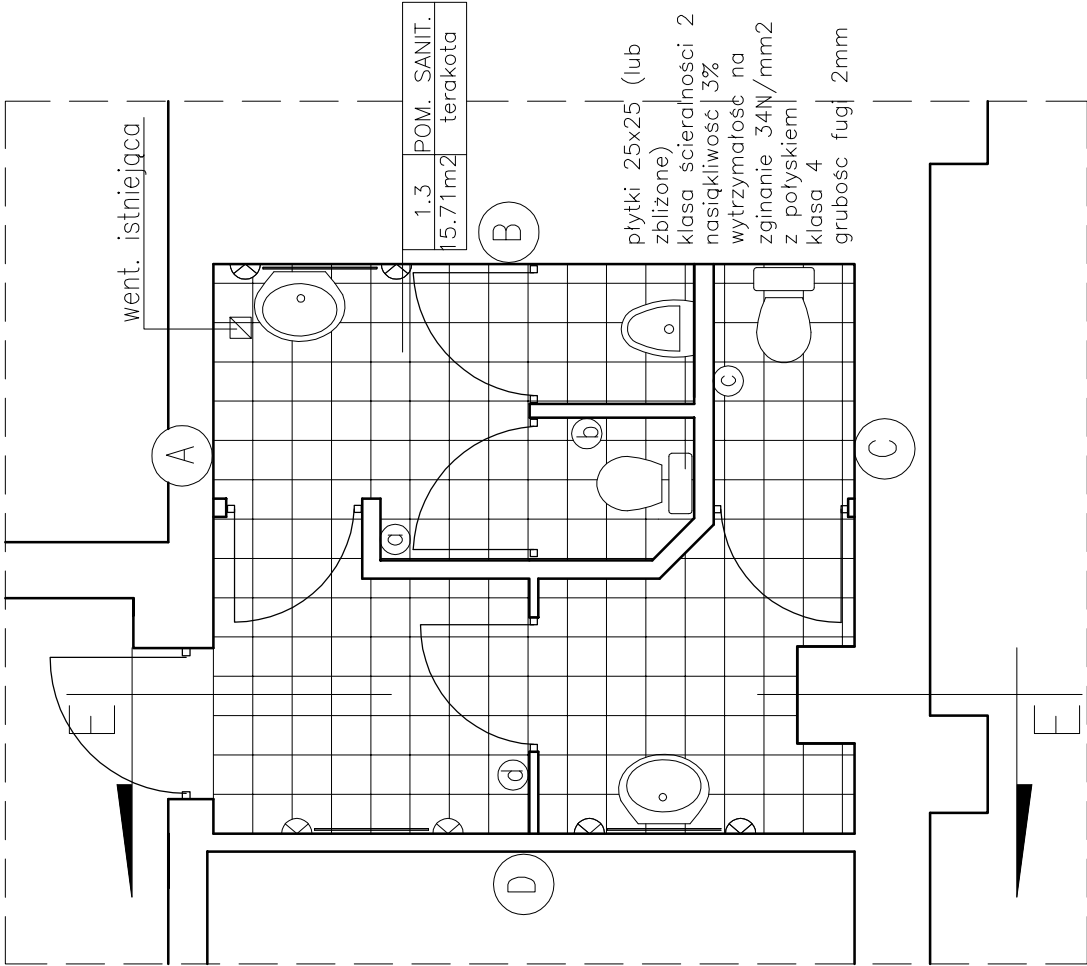 went. istniejąca
1.3 POM. SANIT.
15.71m2 terakota
płytki 25x25 (lub
zbliżone)
klasa ścieralności 2
nasiąkliwość 3%
wytrzymałość na
zginanie 34N/mm2
z połyskiem
klasa 4
grubość fugi 2mm
A
B
C
D
a
b
c
d
E
E